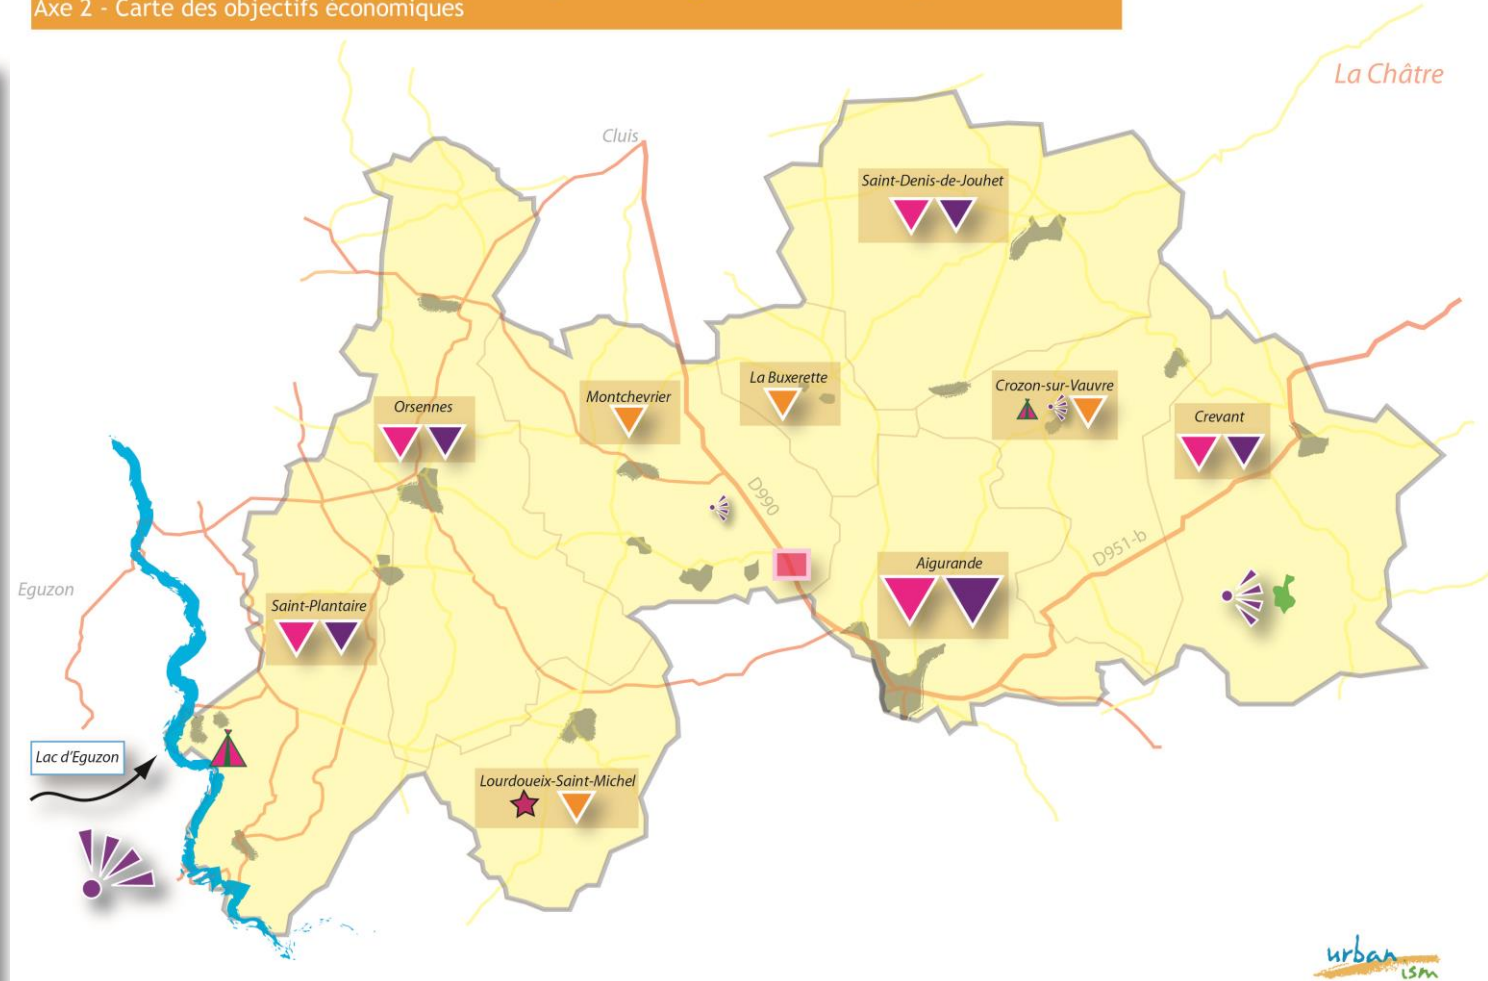 Axe 2 - Carte des objectifs économiques
La Châtre
Cluis
Saint-Denis-de-Jouhet
La Buxerette
Crozon-sur-Vauvre
Montchevrier
Orsennes
Crevant
D990
D951-b
Aigurande
Eguzon
Saint-Plantaire
Lac d'Eguzon
Lourdoueix-Saint-Michel
urban
ism